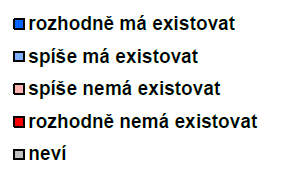 rozhodně má existovat
spíše má existovat
spíše nemá existovat
rozhodně nemá existovat
neví